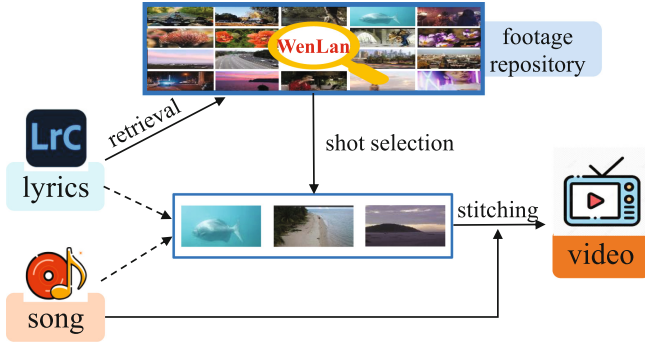 WenLan
footage
repository
retrieval
LrC
lyrics
shot selection
stitching
video
song